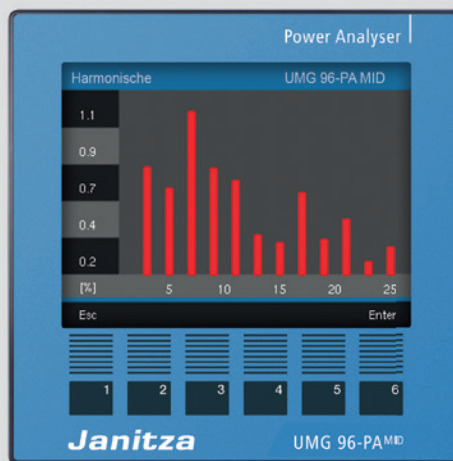 Power Analyser
Harmonische UMG 96-PA MID
1.1
0.9
0.7
0.4
0.2
[%] 5 10 15 20 25
Esc Enter
1 2 3 4 5 6
Janitza UMG 96-PAMID